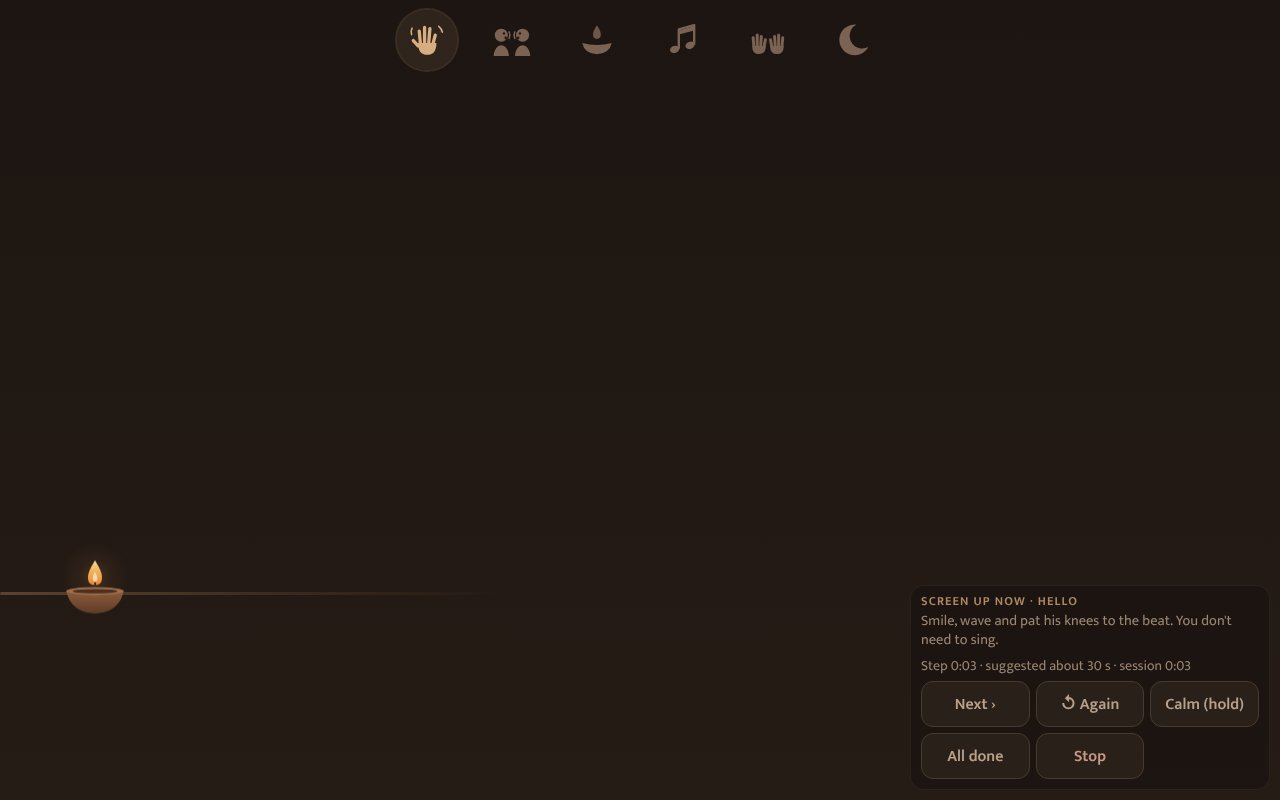 SCREEN UP NOW · HELLO
Smile, wave and pat his knees to the beat. You don't
need to sing.
Step 0:03 · suggested about 30 s · session 0:03
Next ›
Again
Calm (hold)
All done
Stop